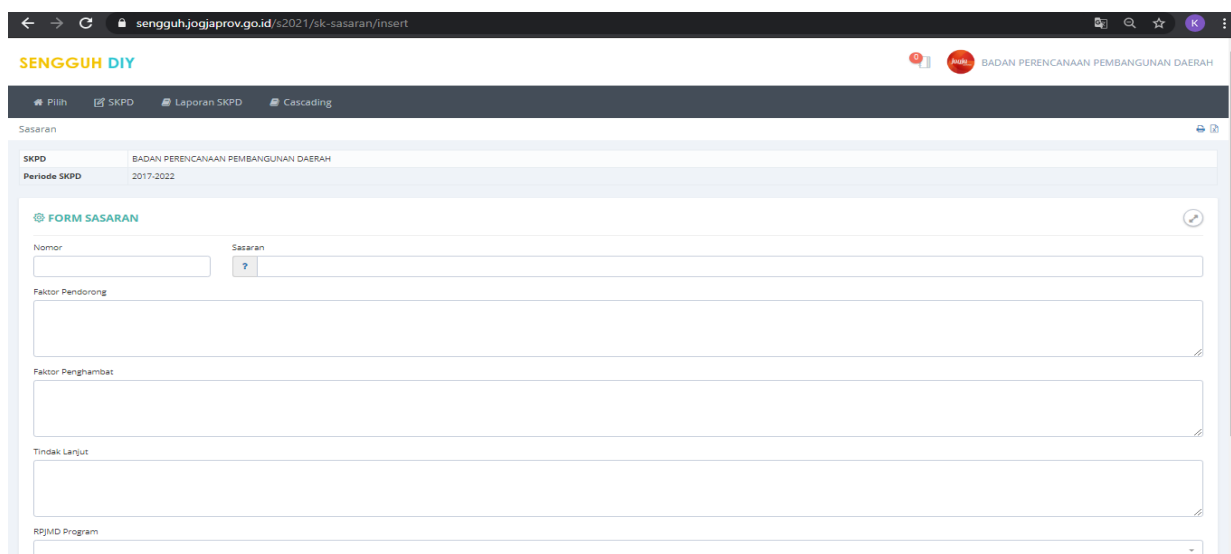 sengguh.jogjaprov.go.id/s2021/sk-sasaran/insert
K
SENGGUH DIY
0
BADAN PERENCANAAN PEMBANGUNAN DAERAH
Pilih SKPD Laporan SKPD Cascading
Sasaran
SKPD BADAN PERENCANAAN PEMBANGUNAN DAERAH
Periode SKPD 2017-2022
FORM SASARAN
Nomor Sasaran
?
Faktor Pendorong
Faktor Penghambat
Tindak Lanjut
RPJMD Program